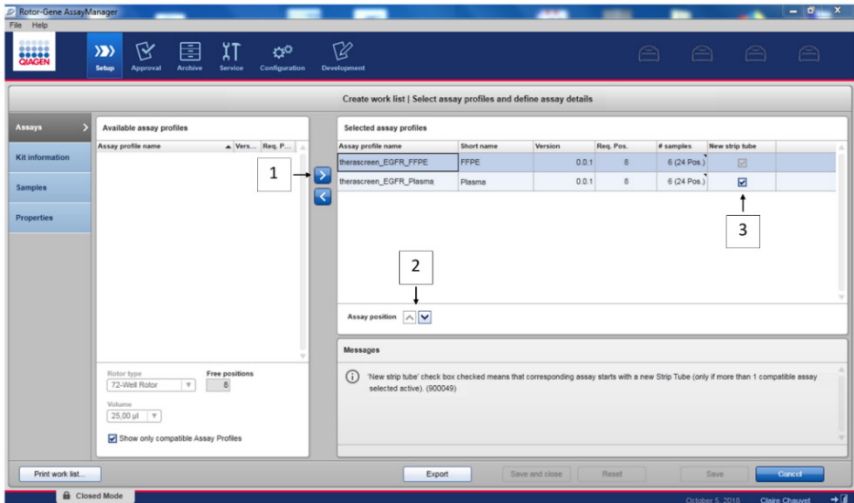 Rotor-Gene AssayManager
File Help
QIAGEN
Setup Approval Archive Service Configuration Development
Create work list | Select assay profiles and define assay details
Assays
Kit information
Samples
Properties
Available assay profiles
Assay profile name Vers... Req. P...
1
Selected assay profiles
Assay profile name Short name Version Req. Pos. # samples New strip tube
therascreen_EGFR_FFPE FFPE 0.0.1 8 6 (24 Pos.)
therascreen_EGFR_Plasma Plasma 0.0.1 8 6 (24 Pos.)
3
2
Assay position
Rotor type Free positions
72-Well Rotor 8
Volume
25,00 µl
Show only compatible Assay Profiles
Messages
'New strip tube' check box checked means that corresponding assay starts with a new Strip Tube (only if more than 1 compatible assay
selected active). (900049)
Print work list... Export Save and close Reset Save Cancel
Closed Mode October 5, 2016 Claire Chauvet